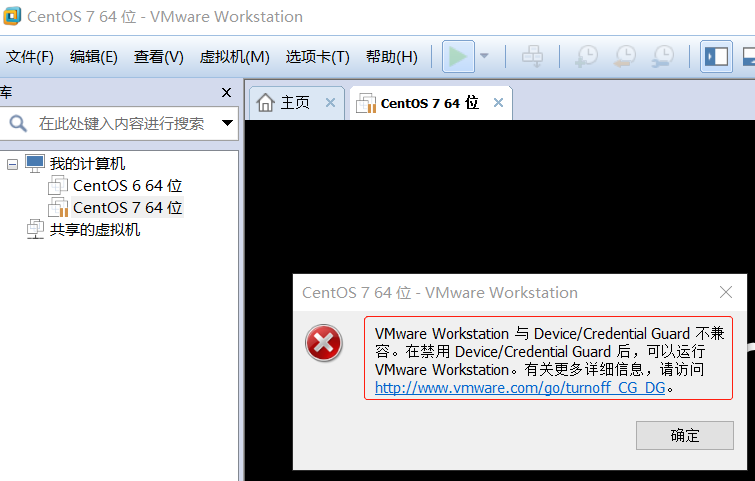 CentOS 7 64 位 - VMware Workstation
文件(F) 编辑(E) 查看(V) 虚拟机(M) 选项卡(T) 帮助(H)
库
在此处键入内容进行搜索
我的计算机
CentOS 6 64 位
CentOS 7 64 位
共享的虚拟机
主页
CentOS 7 64 位
CentOS 7 64 位 - VMware Workstation
VMware Workstation 与 Device/Credential Guard 不兼
容。在禁用 Device/Credential Guard 后，可以运行
VMware Workstation。有关更多详细信息，请访问
http://www.vmware.com/go/turnoff_CG_DG。
确定